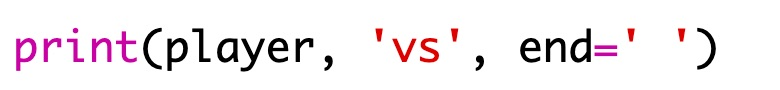 print(player, 'vs', end=' ')